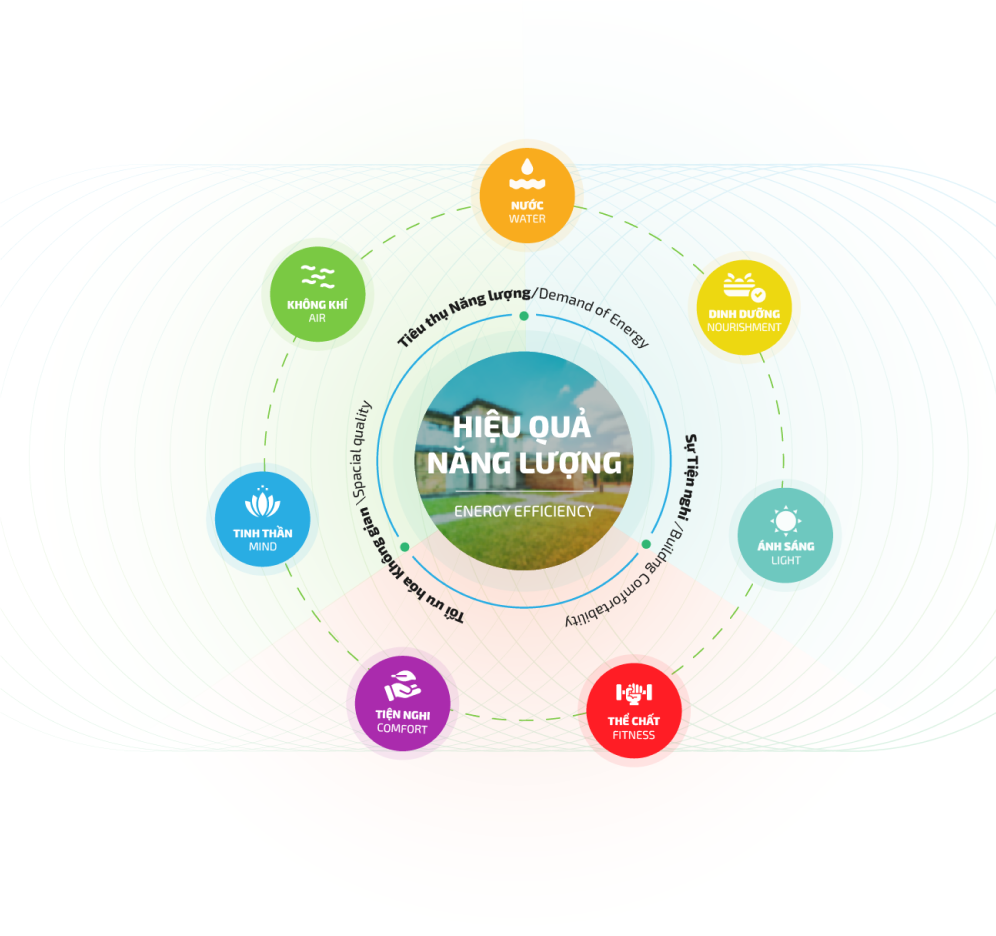 NƯỚC
WATER
KHÔNG KHÍ
AIR
DINH DƯỠNG
NOURISHMENT
Tiêu thụ Năng lượng/Demand of Energy
Tối ưu hóa Không gian \Spacial quality
Sự Tiện nghi /Buildng Comfortability
HIỆU QUẢ
NĂNG LƯỢNG
ENERGY EFFICIENCY
TINH THẦN
MIND
ÁNH SÁNG
LIGHT
TIỆN NGHI
COMFORT
THỂ CHẤT
FITNESS